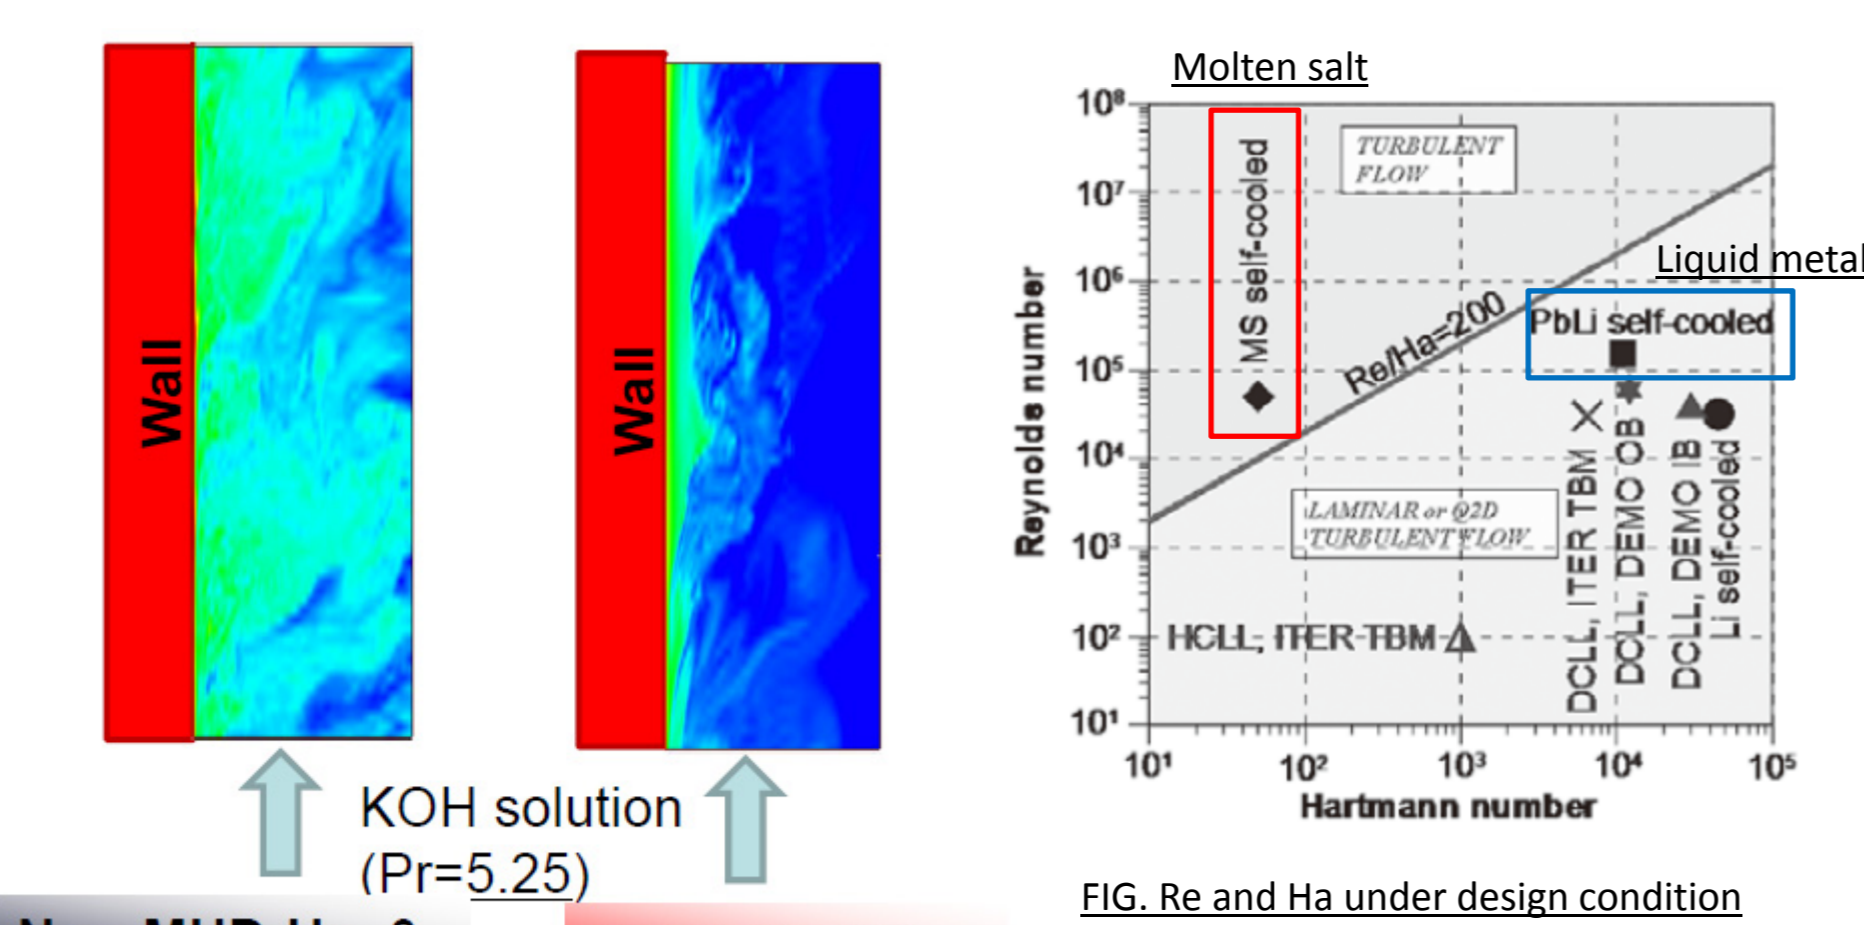 Wall
Wall
KOH solution
(Pr=5.25)
Molten salt
Liquid metal
10⁸
10⁷
10⁶
10⁵
10⁴
10³
10²
10¹
Reynolds number
TURBULENT
FLOW
MS self-cooled
Re/Ha=200
PbLi self-cooled
LAMINAR or Q2D
TURBULENT FLOW
HCLL, ITER TBM
DCLL, ITER TBM
DCLL, DEMO OB
DCLL, DEMO IB
Li self-cooled
10¹ 10² 10³ 10⁴ 10⁵
Hartmann number
FIG. Re and Ha under design condition